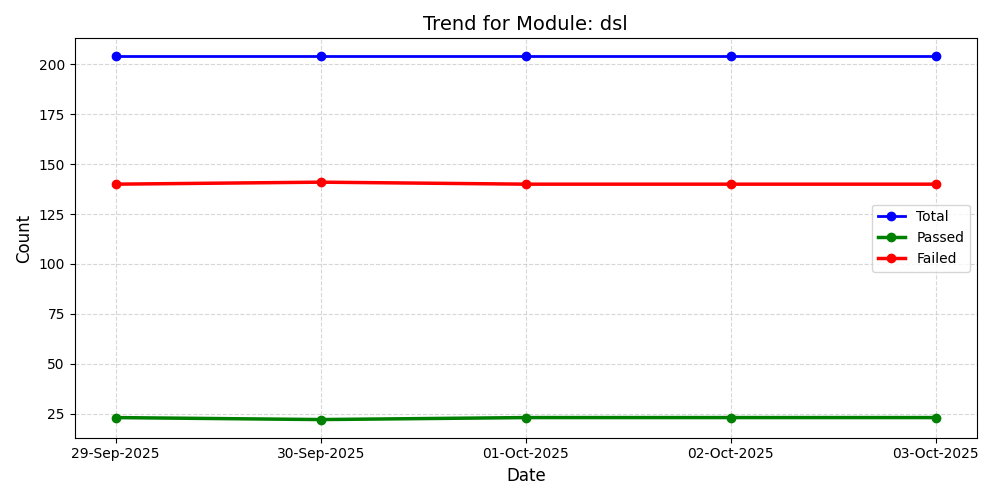 Trend for Module: dsl
Count
200
175
150
125
100
75
50
25
Total
Passed
Failed
29-Sep-2025
30-Sep-2025
01-Oct-2025
02-Oct-2025
03-Oct-2025
Date